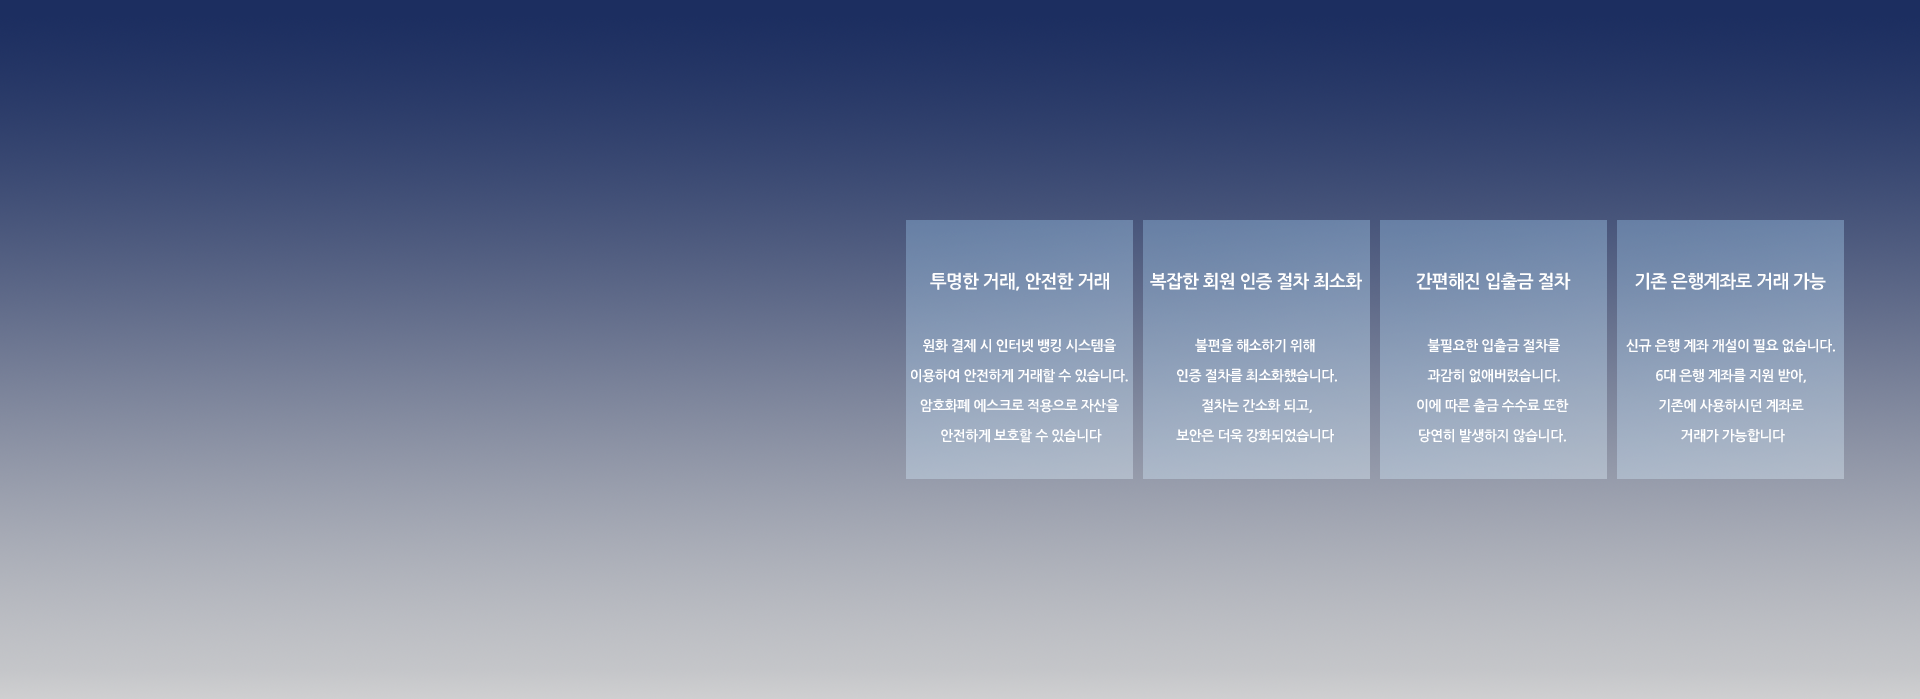 투명한 거래, 안전한 거래
원화 결제 시 인터넷 뱅킹 시스템을
이용하여 안전하게 거래할 수 있습니다.
암호화폐 에스크로 적용으로 자산을
안전하게 보호할 수 있습니다
복잡한 회원 인증 절차 최소화
불편을 해소하기 위해
인증 절차를 최소화했습니다.
절차는 간소화 되고,
보안은 더욱 강화되었습니다
간편해진 입출금 절차
불필요한 입출금 절차를
과감히 없애버렸습니다.
이에 따른 출금 수수료 또한
당연히 발생하지 않습니다.
기존 은행계좌로 거래 가능
신규 은행 계좌 개설이 필요 없습니다.
6대 은행 계좌를 지원 받아,
기존에 사용하시던 계좌로
거래가 가능합니다